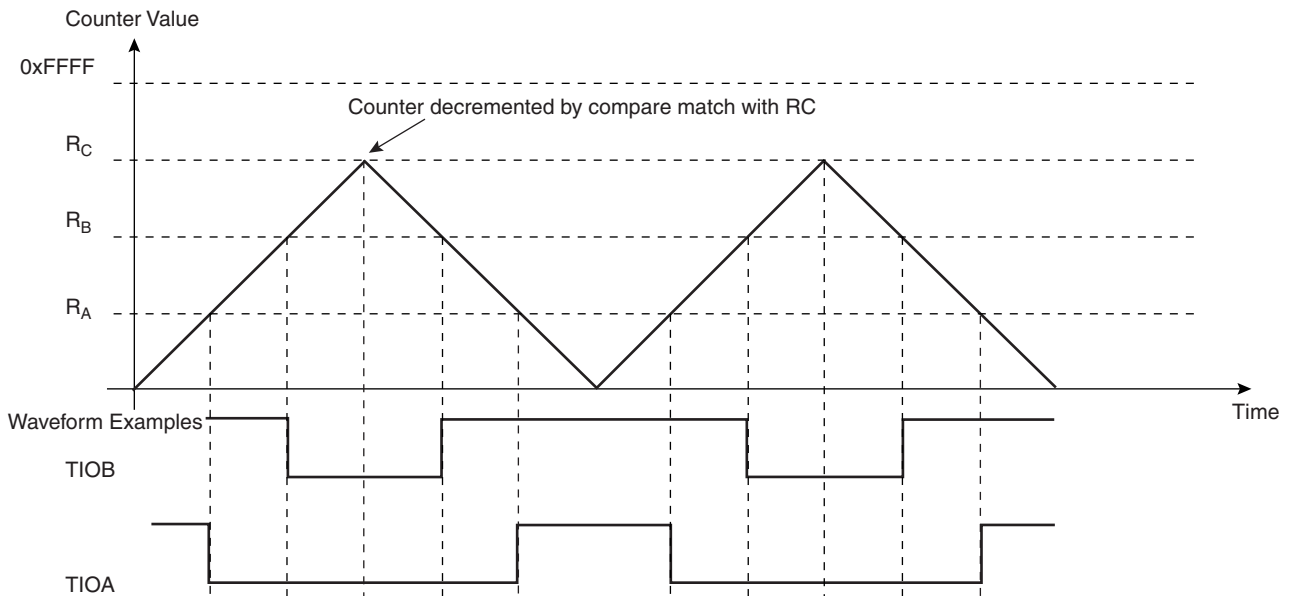 Counter Value
0xFFFF
Counter decremented by compare match with RC
RC
RB
RA
Time
Waveform Examples
TIOB
TIOA